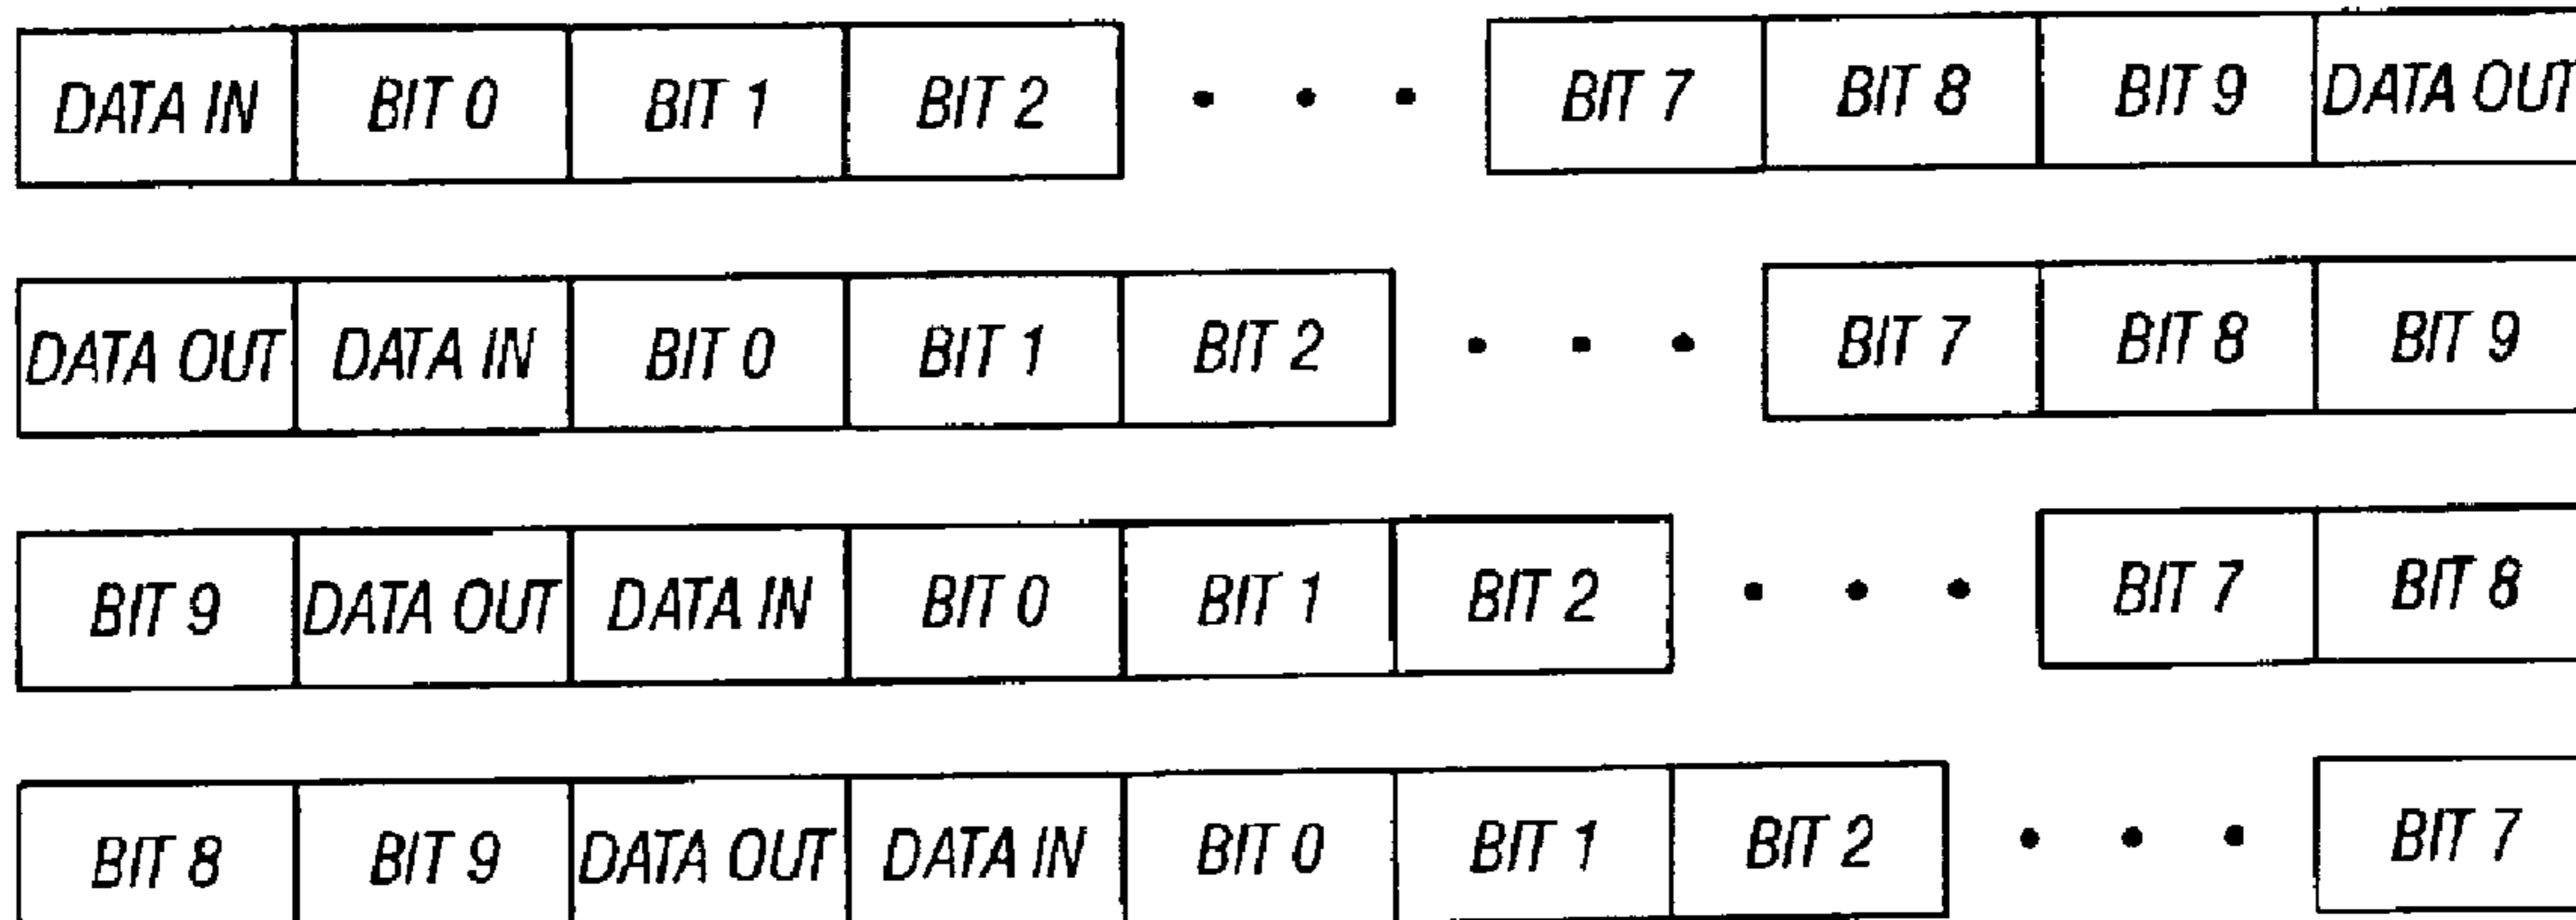 DATA IN BIT 0 BIT 1 BIT 2 • • • BIT 7 BIT 8 BIT 9 DATA OUT
DATA OUT DATA IN BIT 0 BIT 1 BIT 2 • • • BIT 7 BIT 8 BIT 9
BIT 9 DATA OUT DATA IN BIT 0 BIT 1 BIT 2 • • • BIT 7 BIT 8
BIT 8 BIT 9 DATA OUT DATA IN BIT 0 BIT 1 BIT 2 • • • BIT 7